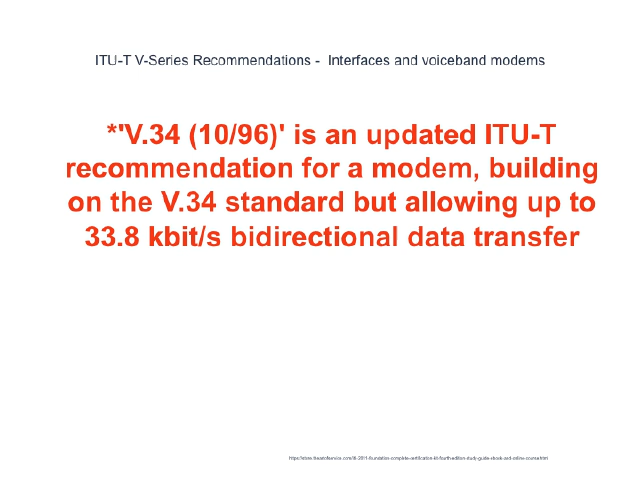 ITU-T V-Series Recommendations - Interfaces and voiceband modems
*'V.34 (10/96)' is an updated ITU-T
recommendation for a modem, building
on the V.34 standard but allowing up to
33.8 kbit/s bidirectional data transfer